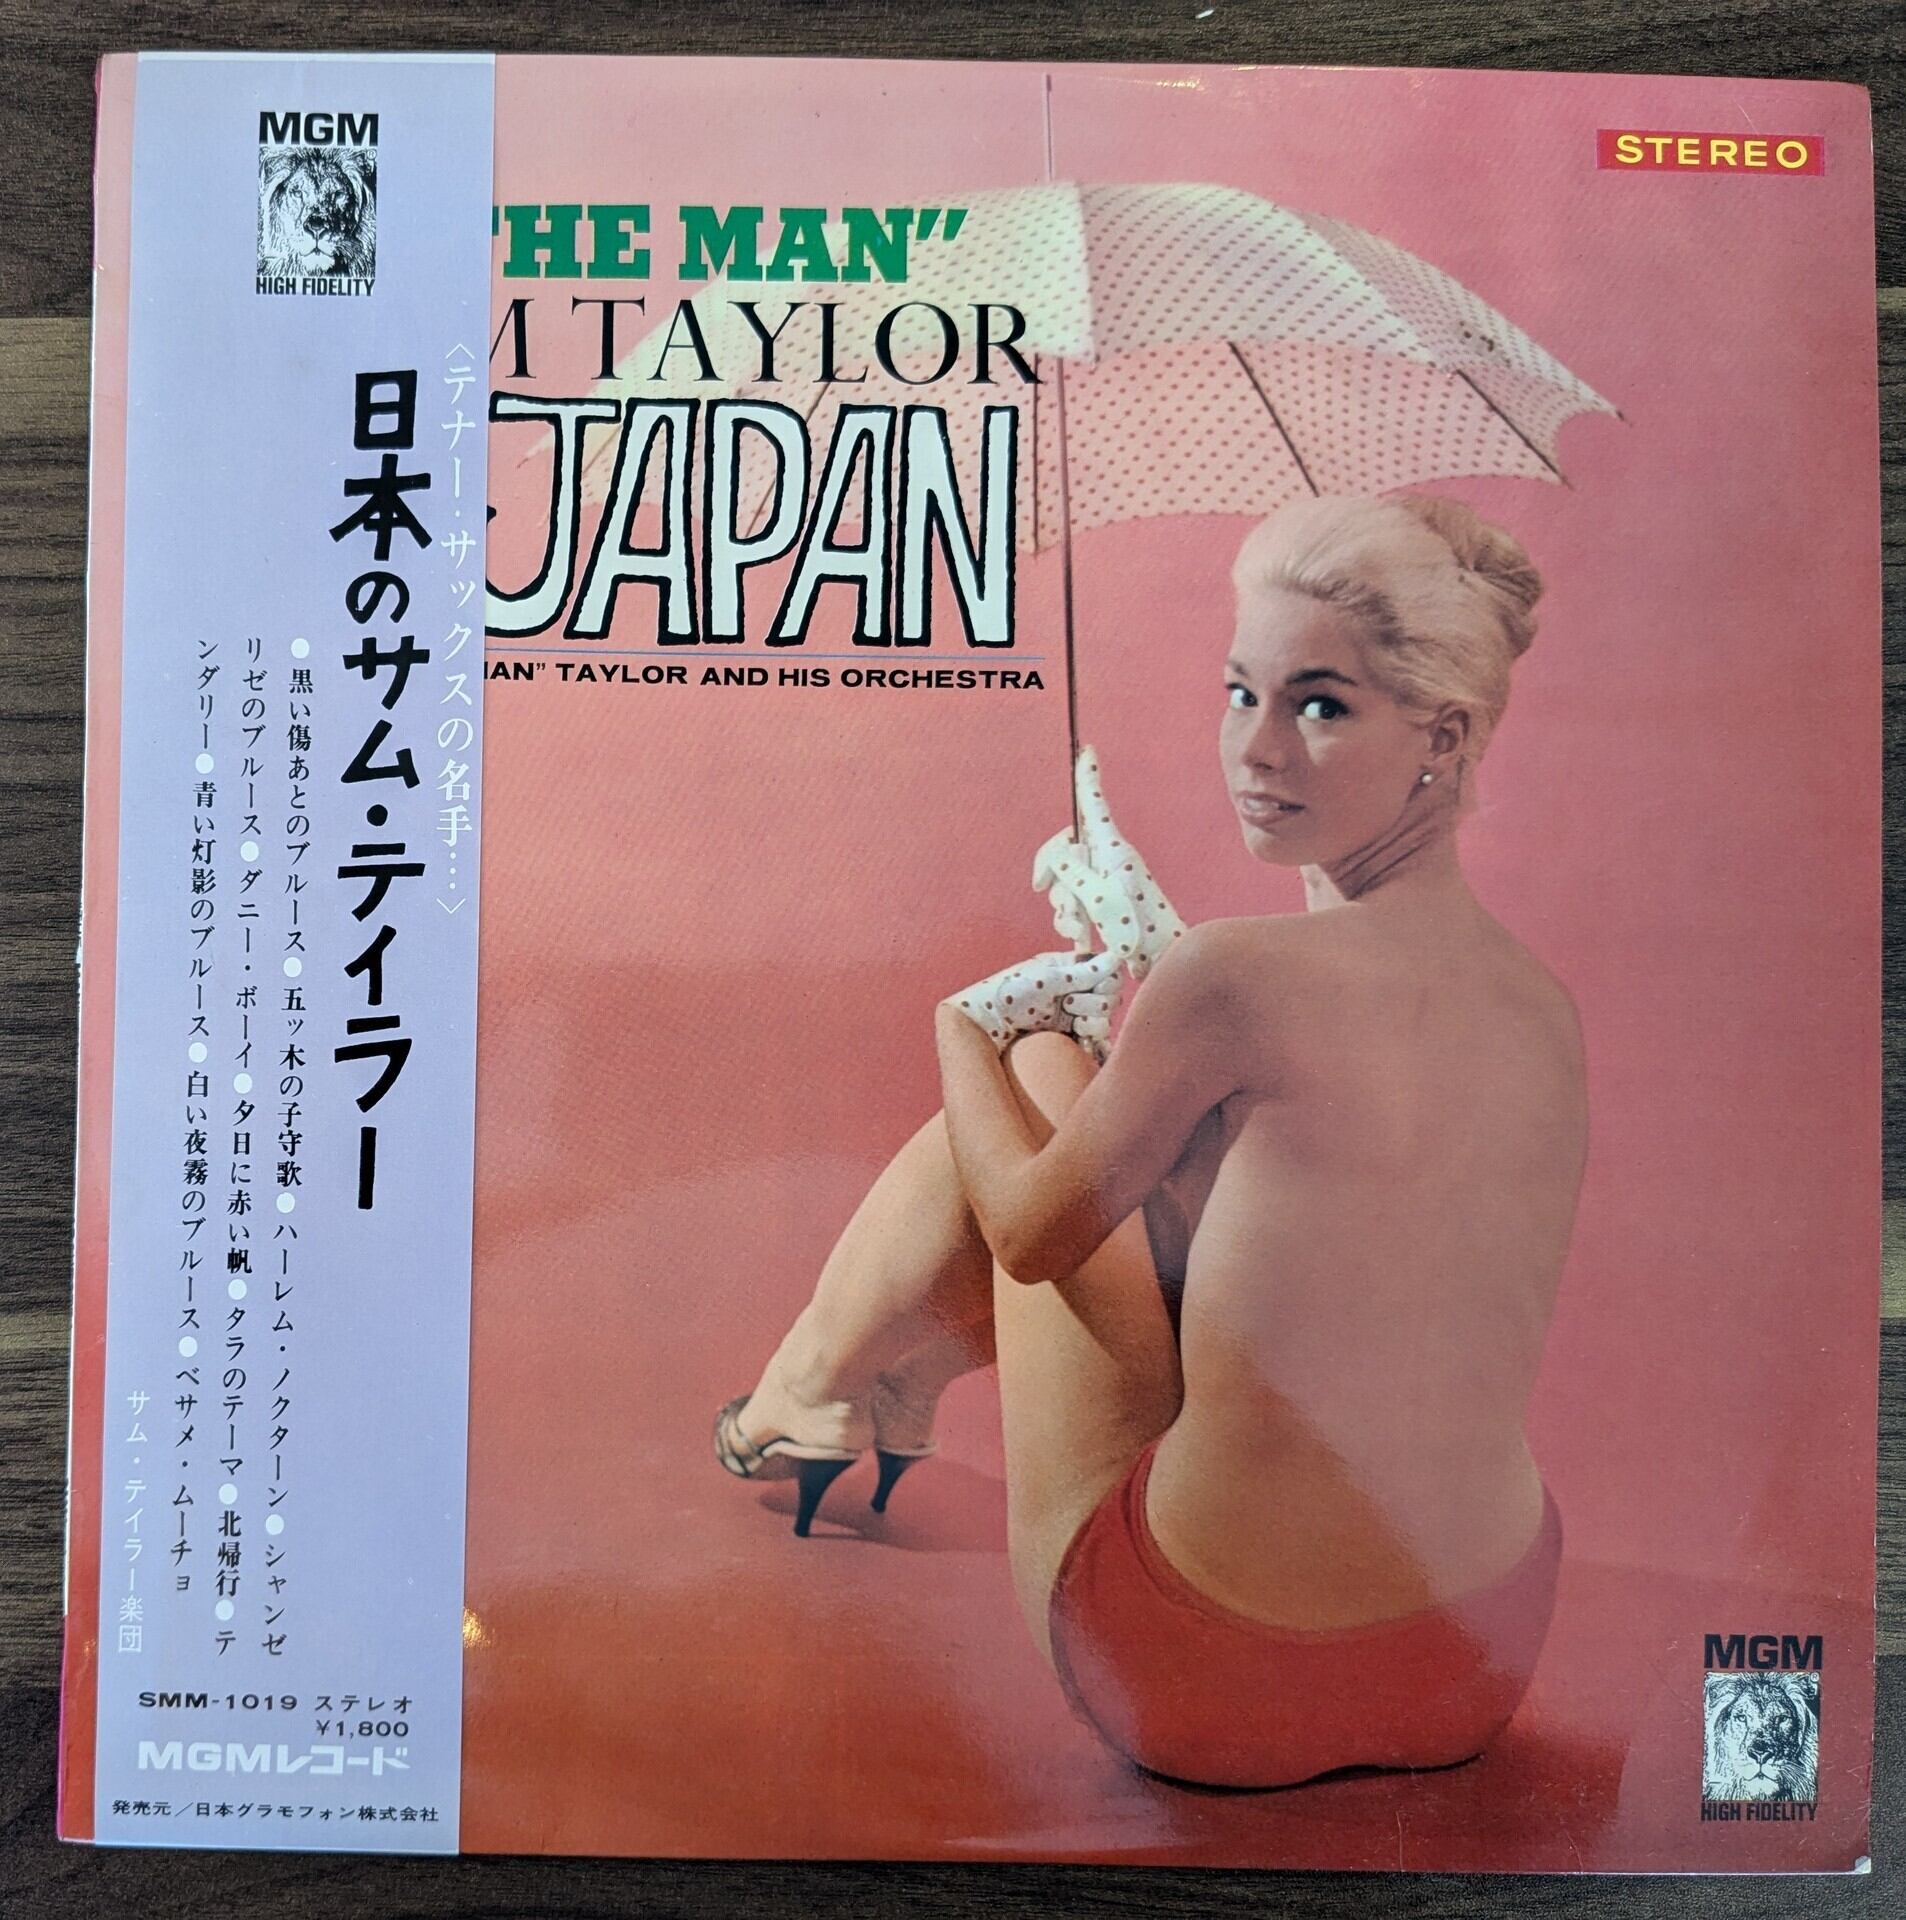 MGM
HIGH FIDELITY
〈テナー・サックスの名手…〉
日本のサム・テイラー
●黒い傷あとのブルース●五ッ木の子守歌●ハーレム・ノクターン●シャンゼ
リゼのブルース●ダニー・ボーイ●夕日に赤い帆●タラのテーマ●北帰行●テ
ンダリー●青い灯影のブルース●白い夜霧のブルース●ベサメ・ムーチョ
サム・テイラー楽団
SMM-1019 ステレオ
¥1,800
MGMレコード
発売元/日本グラモフォン株式会社
STEREO
THE MAN"
M TAYLOR
JAPAN
MAN" TAYLOR AND HIS ORCHESTRA
MGM
HIGH FIDELITY